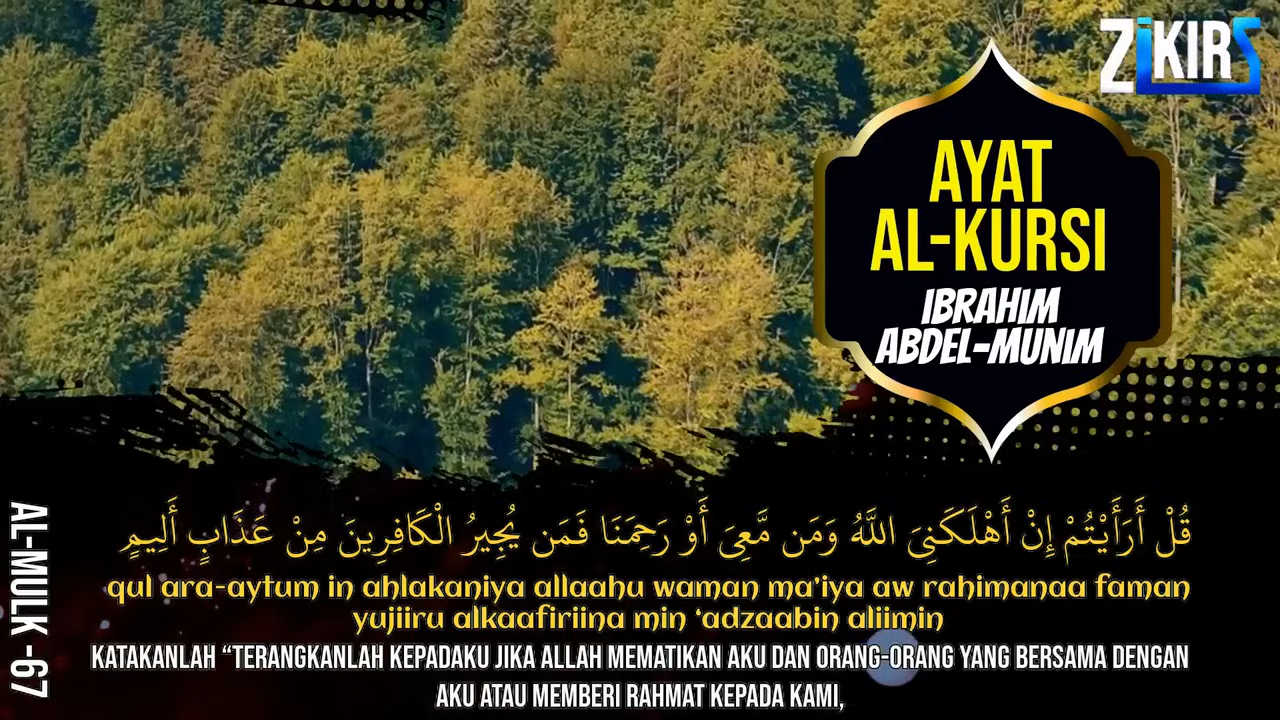 ZIKIRS
AYAT
AL-KURSI
IBRAHIM
ABDEL-MUNIM
AL-MULK -67
قُلْ أَرَأَيْتُمْ إِنْ أَهْلَكَنِىَ اللَّهُ وَمَن مَّعِىَ أَوْ رَحِمَنَا فَمَن يُجِيرُ الْكَافِرِينَ مِنْ عَذَابٍ أَلِيمٍ
qul ara-aytum in ahlakaniya allaahu waman ma'iya aw rahimanaa faman
yujiiru alkaafiriina min ‘adzaabin aliimin
KATAKANLAH “TERANGKANLAH KEPADAKU JIKA ALLAH MEMATIKAN AKU DAN ORANG-ORANG YANG BERSAMA DENGAN
AKU ATAU MEMBERI RAHMAT KEPADA KAMI,